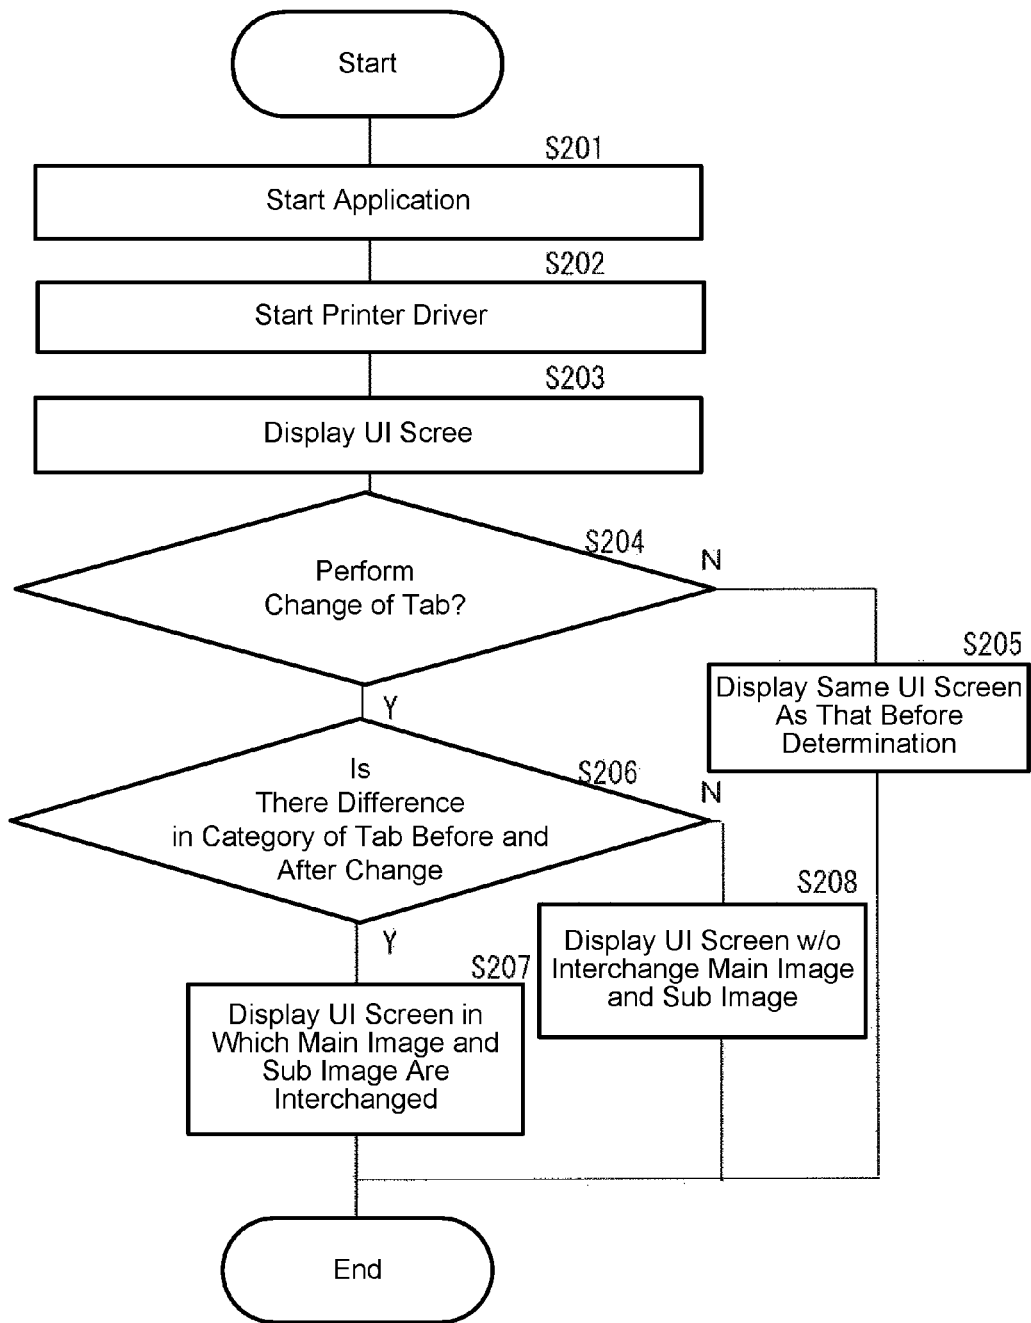 Start
S201
Start Application
S202
Start Printer Driver
S203
Display UI Scree
S204
N
Perform
Change of Tab?
S205
Display Same UI Screen
As That Before
Determination
Y
S206
N
Is
There Difference
in Category of Tab Before and
After Change
S208
Display UI Screen w/o
Interchange Main Image
and Sub Image
Y
S207
Display UI Screen in
Which Main Image and
Sub Image Are
Interchanged
End